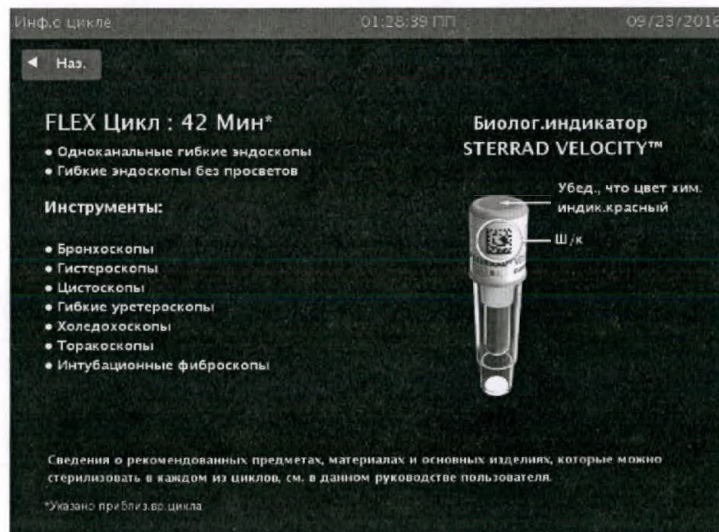 Инф.о цикле 01:28:39 ПП 09/23/2016
Наз.
FLEX Цикл : 42 Мин*
• Одноканальные гибкие эндоскопы
• Гибкие эндоскопы без просветов
Инструменты:
• Бронхоскопы
• Гистероскопы
• Цистоскопы
• Гибкие уретероскопы
• Холедохоскопы
• Торакоскопы
• Интубационные фиброскопы
Биолог.индикатор
STERRAD VELOCITY™
Убед., что цвет хим.
индик.красный
Ш/к
Сведения о рекомендованных предметах, материалах и основных изделиях, которые можно
стерилизовать в каждом из циклов, см. в данном руководстве пользователя.
*Указано приблиз.вр.цикла